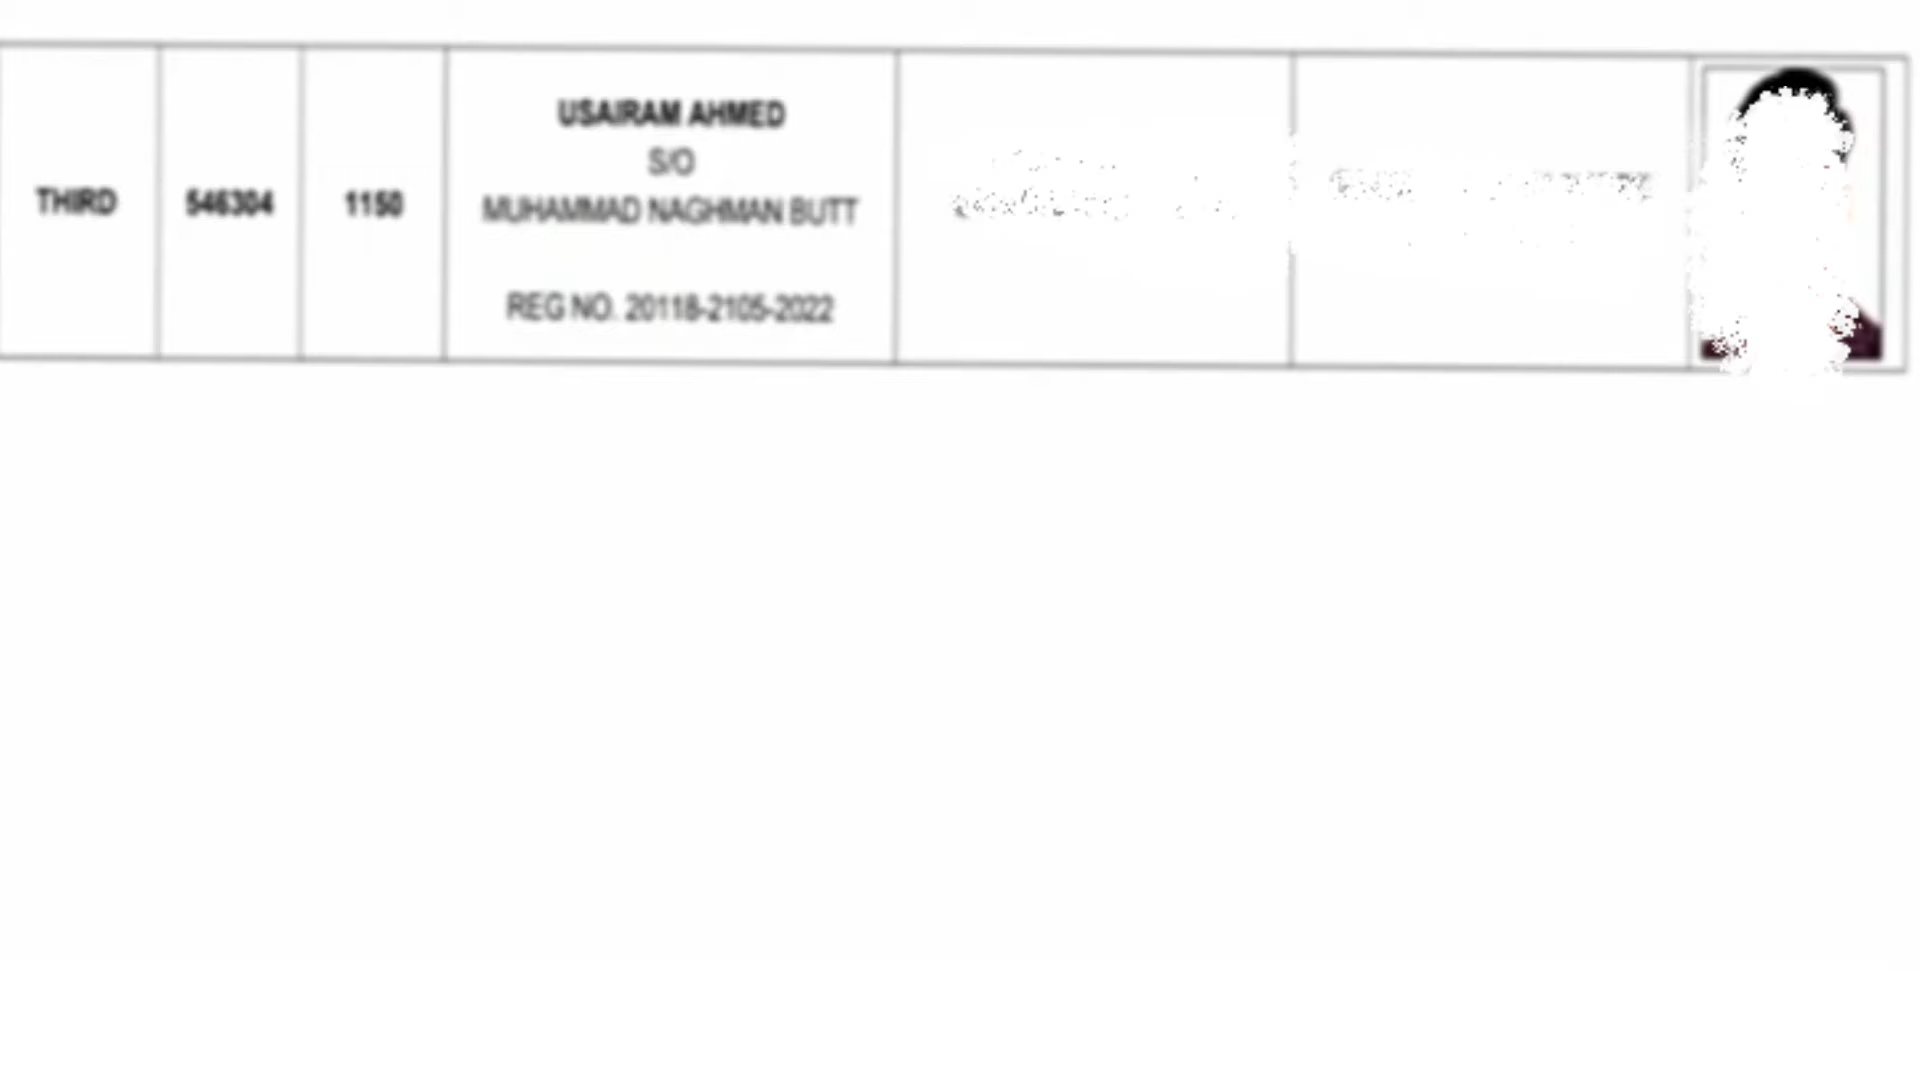 THIRD
546304
1150
USAIRAM AHMED
S/O
MUHAMMAD NAGHMAN BUTT
REG NO. 20118-2105-2022